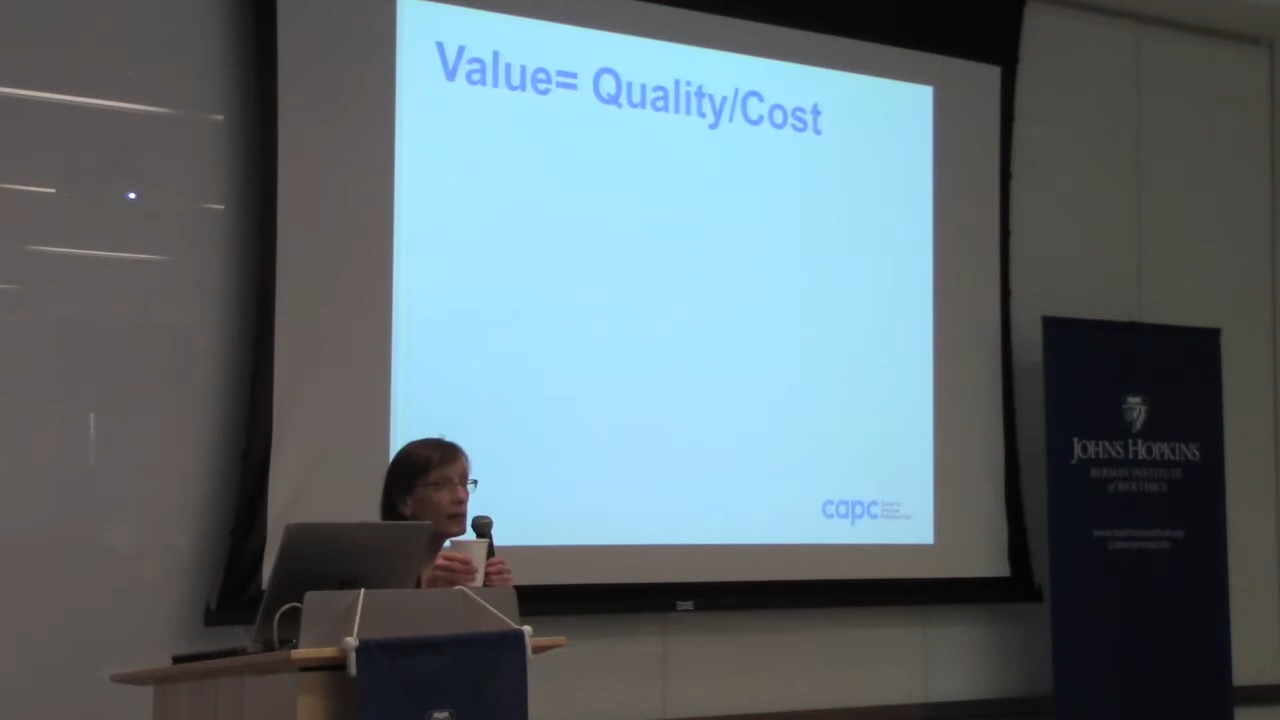 Value= Quality/Cost
capc
JOHNS HOPKINS
BERMAN INSTITUTE
of BIOETHICS